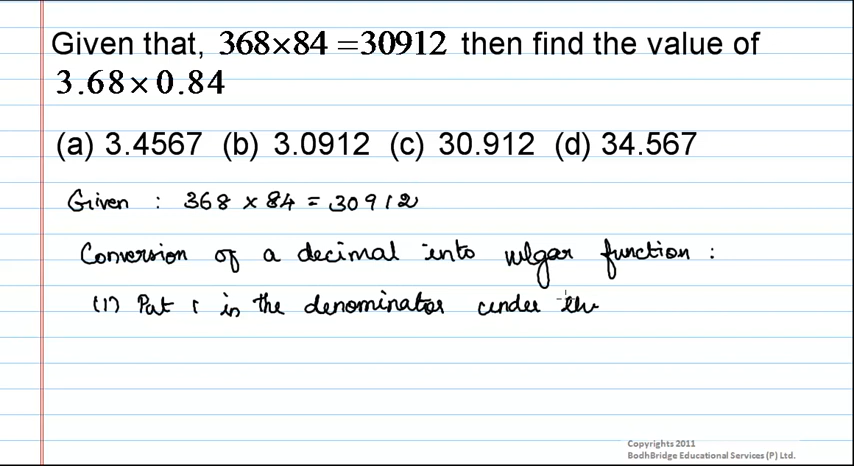 Given that, 368×84 =30912 then find the value of
3.68×0.84
(a) 3.4567 (b) 3.0912 (c) 30.912 (d) 34.567
Given : 368 × 84 = 30912
Conversion of a decimal into vulgar function :
(1) Put 1 in the denominator under the
Copyrights 2011
BodhBridge Educational Services (P) Ltd.